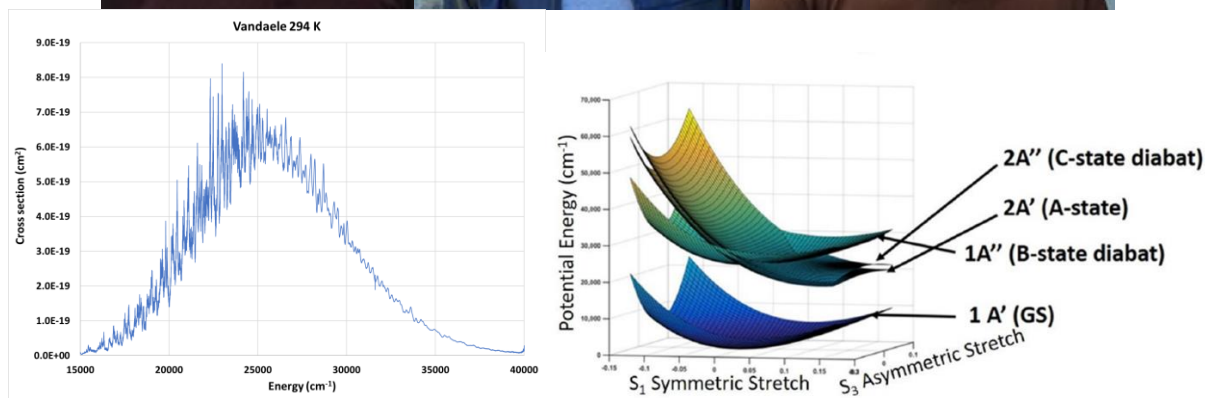 Vandaele 294 K
9.0E-19
8.0E-19
7.0E-19
6.0E-19
5.0E-19
4.0E-19
3.0E-19
2.0E-19
1.0E-19
0.0E+00
Cross section (cm²)
15000 20000 25000 30000 35000 40000
Energy (cm⁻¹)
70,000
60,000
50,000
40,000
30,000
20,000
10,000
0
Potential Energy (cm⁻¹)
-0.15 -0.1 -0.05 0 0.05 0.1 0.15
0 0.1
S₁ Symmetric Stretch
S₃ Asymmetric Stretch
2A'' (C-state diabat)
2A' (A-state)
1A'' (B-state diabat)
1 A' (GS)